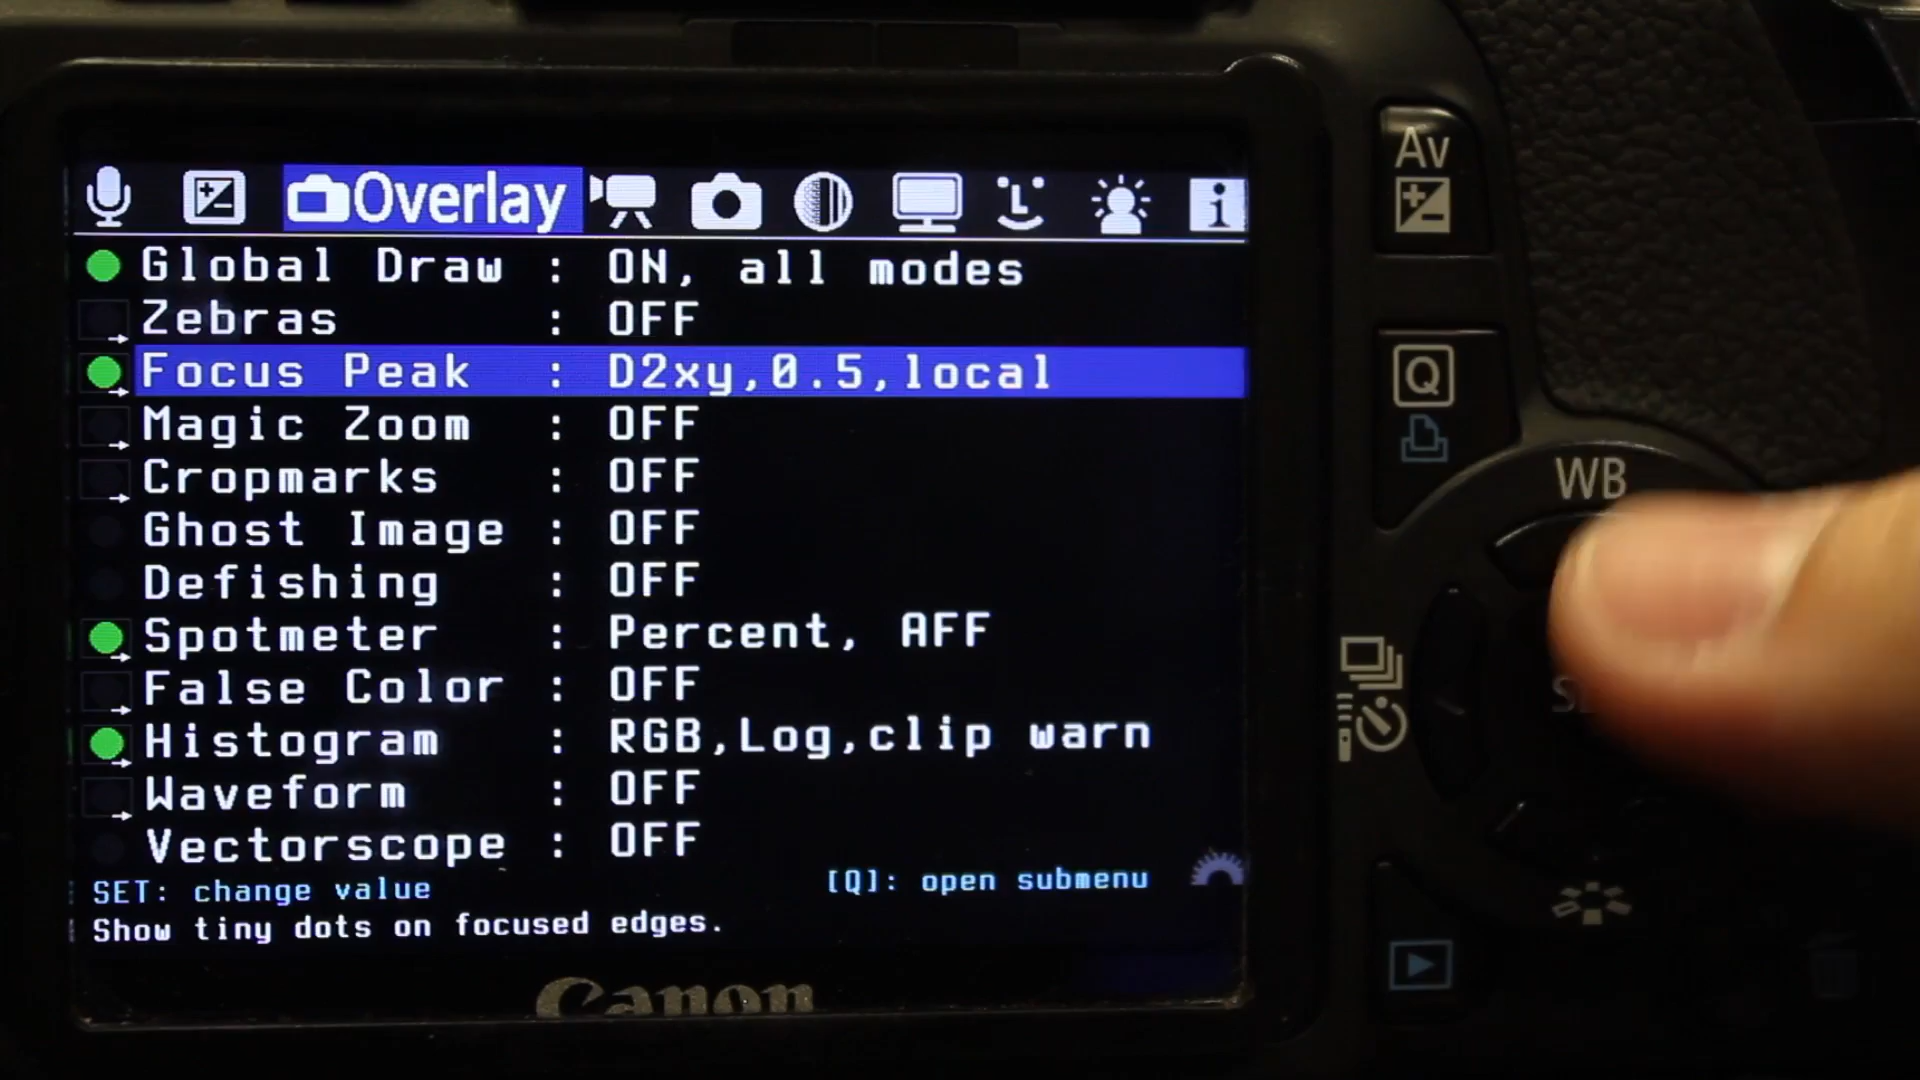 Overlay
Global Draw : ON, all modes
Zebras : OFF
Focus Peak : D2xy,0.5,local
Magic Zoom : OFF
Cropmarks : OFF
Ghost Image : OFF
Defishing : OFF
Spotmeter : Percent, AFF
False Color : OFF
Histogram : RGB,Log,clip warn
Waveform : OFF
Vectorscope : OFF
SET: change value
[Q]: open submenu
Show tiny dots on focused edges.
Canon
Av
Q
WB